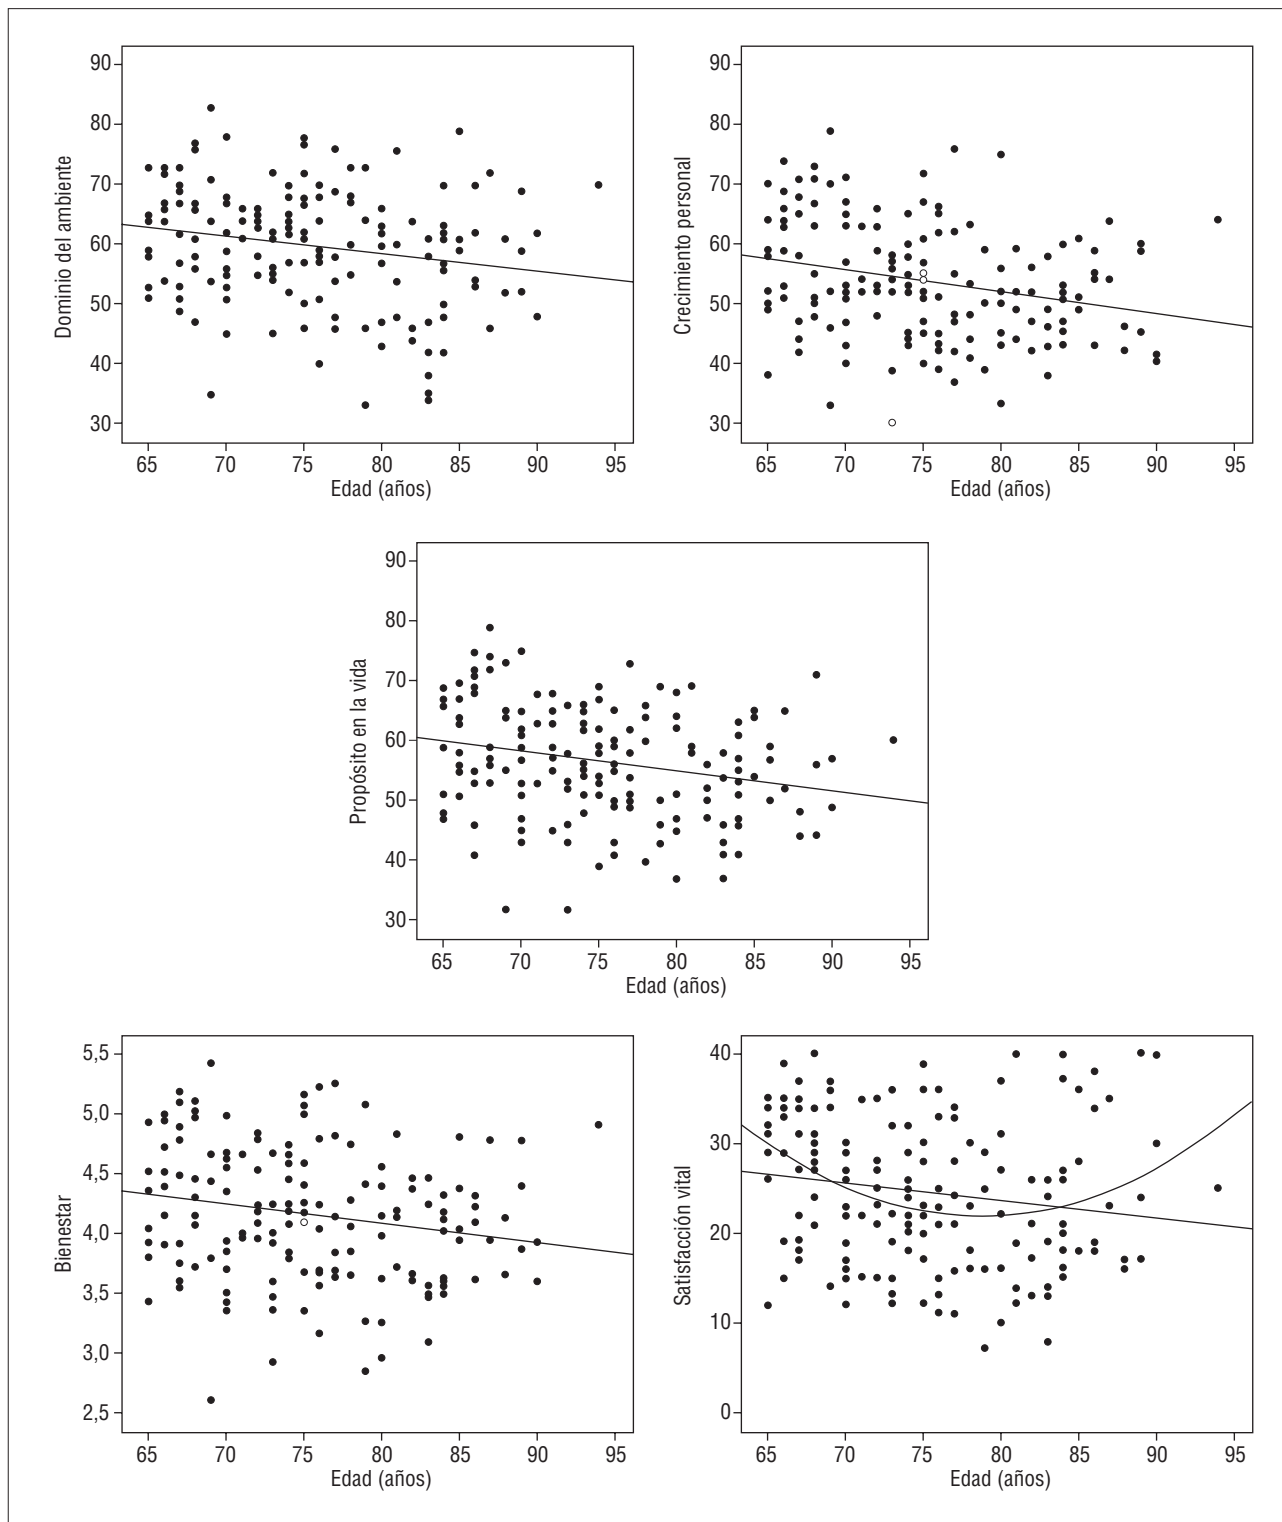 90
80
70
60
50
40
30
Dominio del ambiente
65 70 75 80 85 90 95
Edad (años)
90
80
70
60
50
40
30
Crecimiento personal
65 70 75 80 85 90 95
Edad (años)
90
80
70
60
50
40
30
Propósito en la vida
65 70 75 80 85 90 95
Edad (años)
5,5
5,0
4,5
4,0
3,5
3,0
2,5
Bienestar
65 70 75 80 85 90 95
Edad (años)
40
30
20
10
0
Satisfacción vital
65 70 75 80 85 90 95
Edad (años)